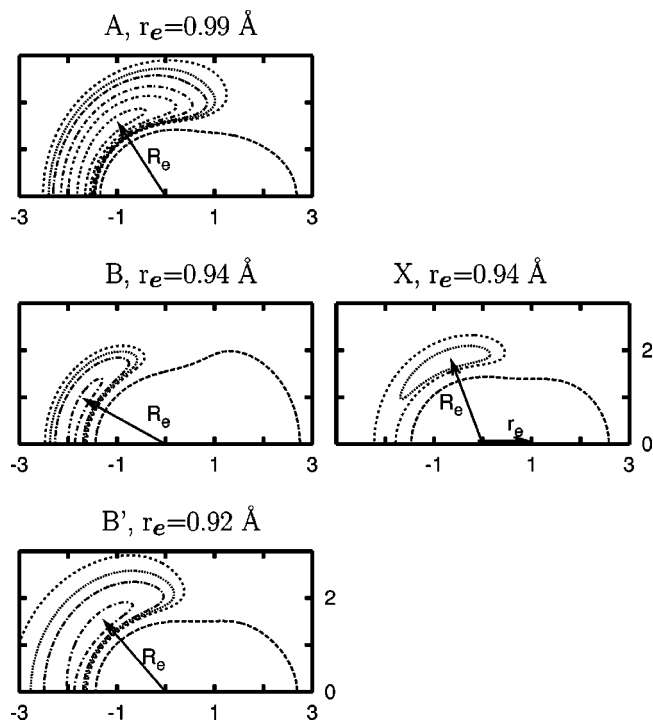 A, rₑ=0.99 Å
Rₑ
-3 -1 1 3
B, rₑ=0.94 Å X, rₑ=0.94 Å
2
Rₑ Rₑ rₑ
0
-3 -1 1 3 -1 1 3
B', rₑ=0.92 Å
2
Rₑ
0
-3 -1 1 3